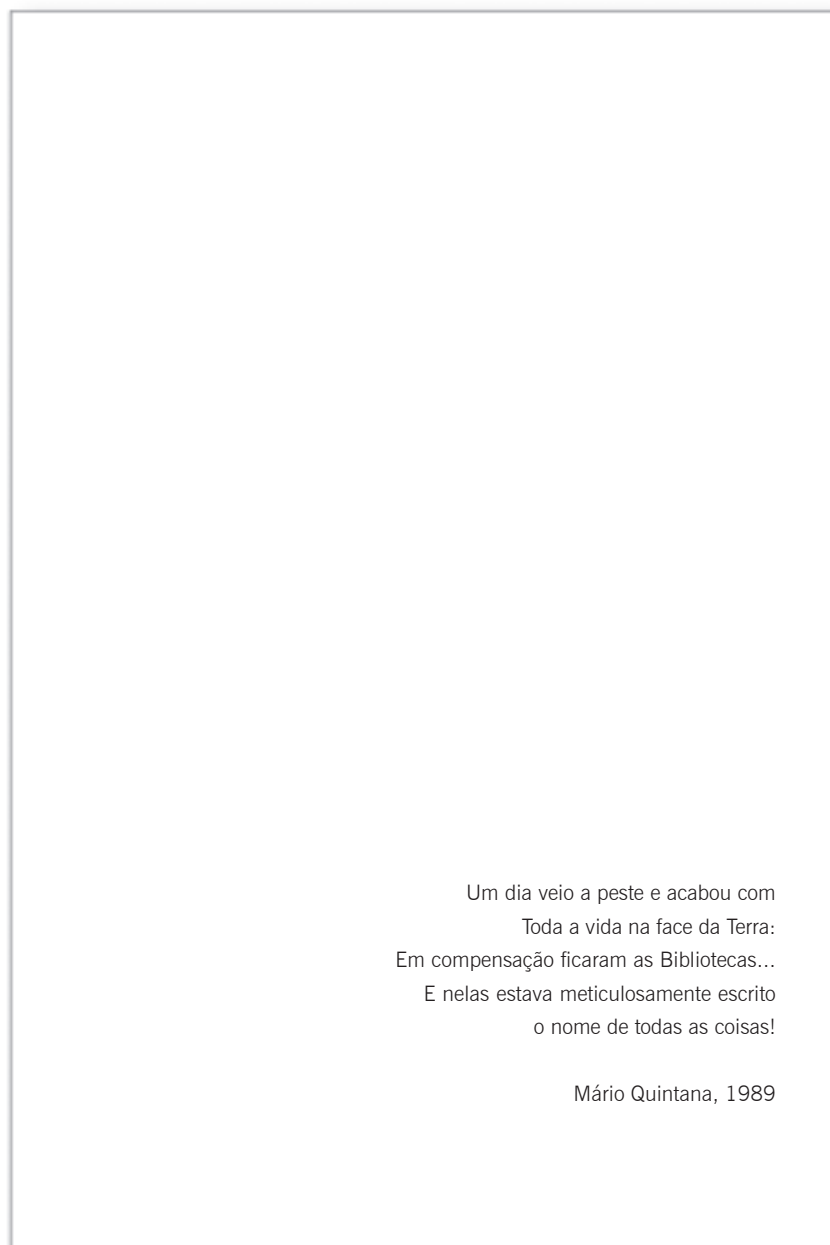 Um dia veio a peste e acabou com
Toda a vida na face da Terra:
Em compensação ficaram as Bibliotecas...
E nelas estava meticulosamente escrito
o nome de todas as coisas!
Mário Quintana, 1989